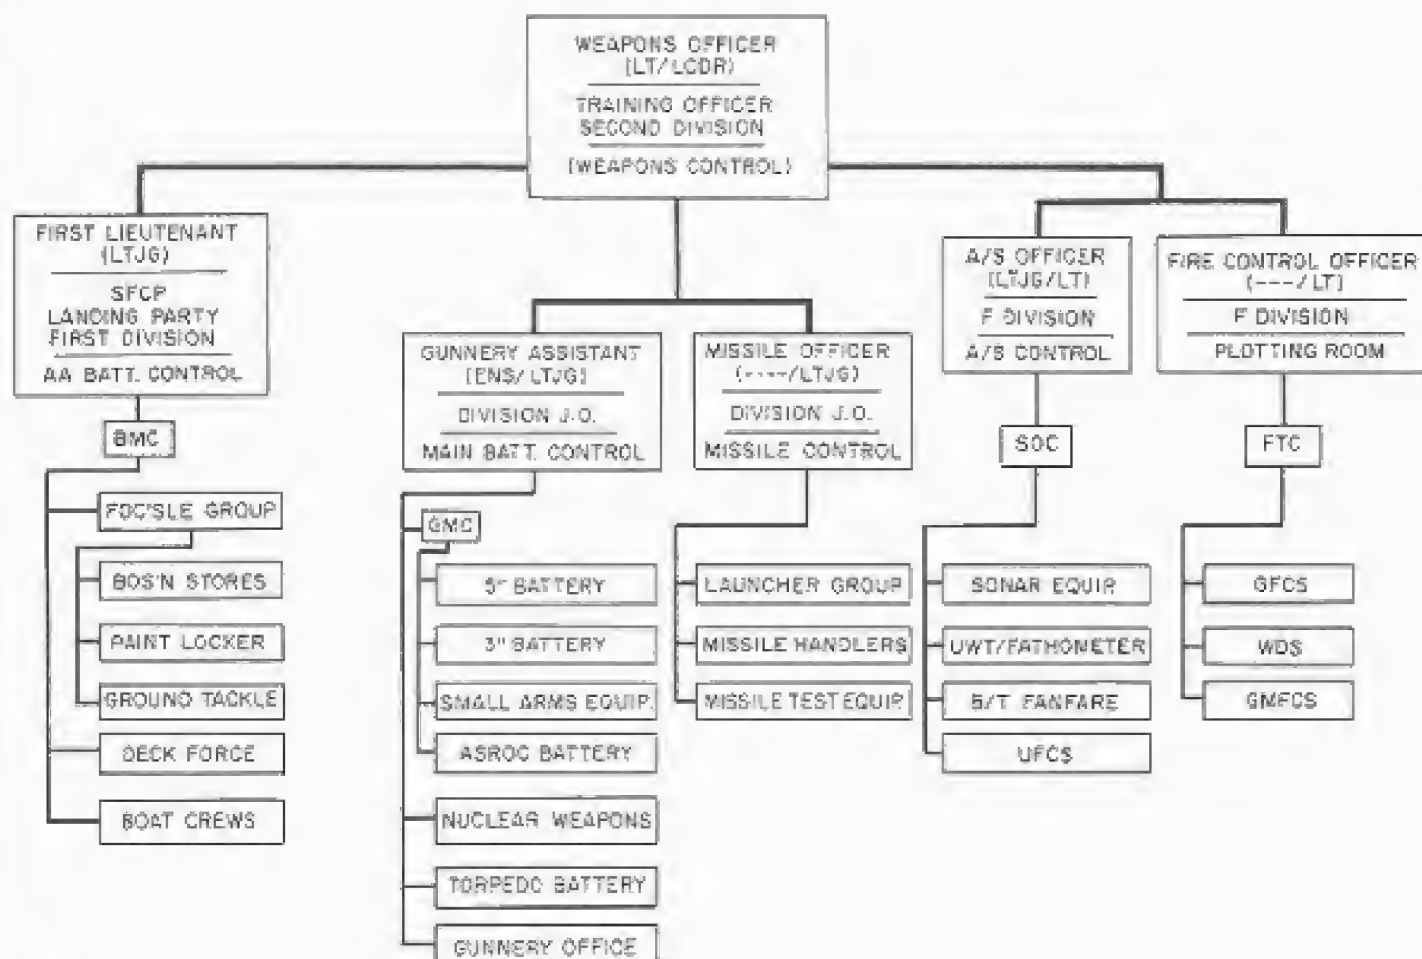 WEAPONS OFFICER
(LT/LCDR)
TRAINING OFFICER
SECOND DIVISION
(WEAPONS CONTROL)
FIRST LIEUTENANT
(LTJG)
SFCP
LANDING PARTY
FIRST DIVISION
AA BATT. CONTROL
BMC
FOC'SLE GROUP
BOS'N STORES
PAINT LOCKER
GROUND TACKLE
DECK FORCE
BOAT CREWS
GUNNERY ASSISTANT
(ENS/LTJG)
DIVISION J.O.
MAIN BATT. CONTROL
GMC
5" BATTERY
3" BATTERY
SMALL ARMS EQUIP.
ASROC BATTERY
NUCLEAR WEAPONS
TORPEDO BATTERY
GUNNERY OFFICE
MISSILE OFFICER
(----/LTJG)
DIVISION J.O.
MISSILE CONTROL
LAUNCHER GROUP
MISSILE HANDLERS
MISSILE TEST EQUIP.
A/S OFFICER
(LTJG/LT)
F DIVISION
A/S CONTROL
SOC
SONAR EQUIP
UWT/FATHOMETER
B/T FANFARE
UFCS
FIRE CONTROL OFFICER
(---/LT)
F DIVISION
PLOTTING ROOM
FTC
GFCS
WDS
GMFCS